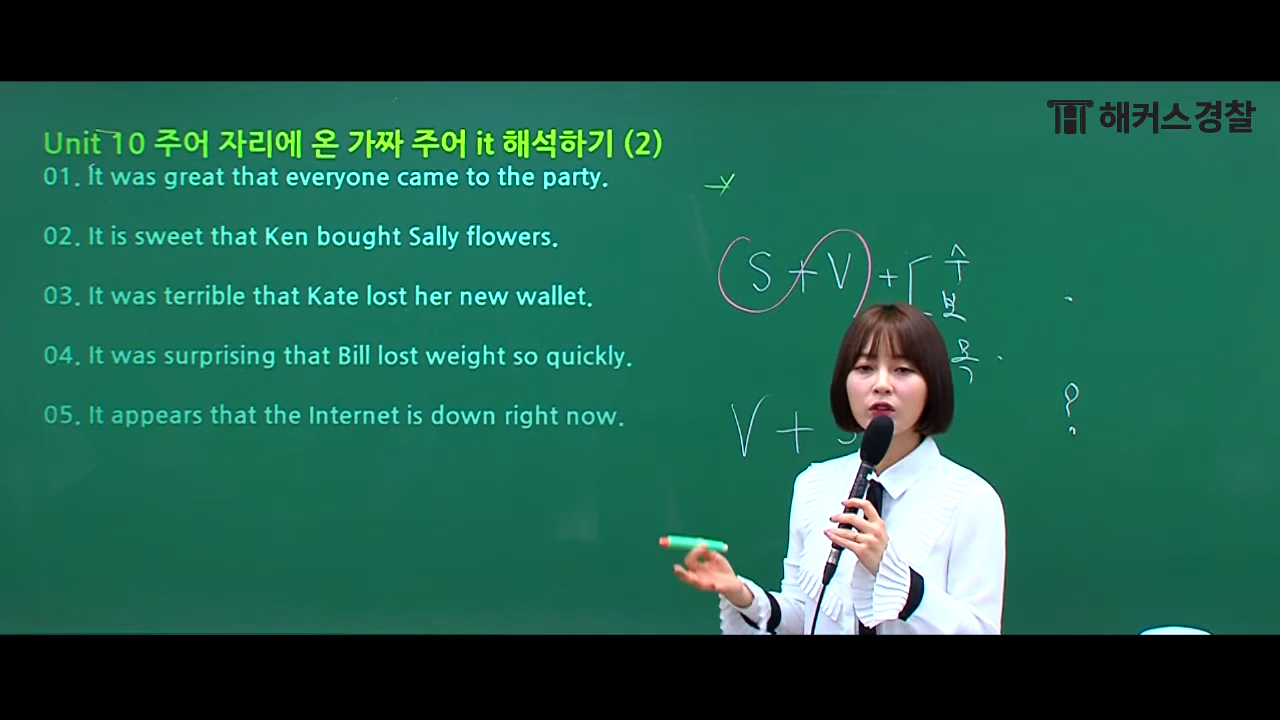 해커스경찰
Unit 10 주어 자리에 온 가짜 주어 it 해석하기 (2)
01. It was great that everyone came to the party.
02. It is sweet that Ken bought Sally flowers.
03. It was terrible that Kate lost her new wallet.
04. It was surprising that Bill lost weight so quickly.
05. It appears that the Internet is down right now.
S + V + [
V + S
?